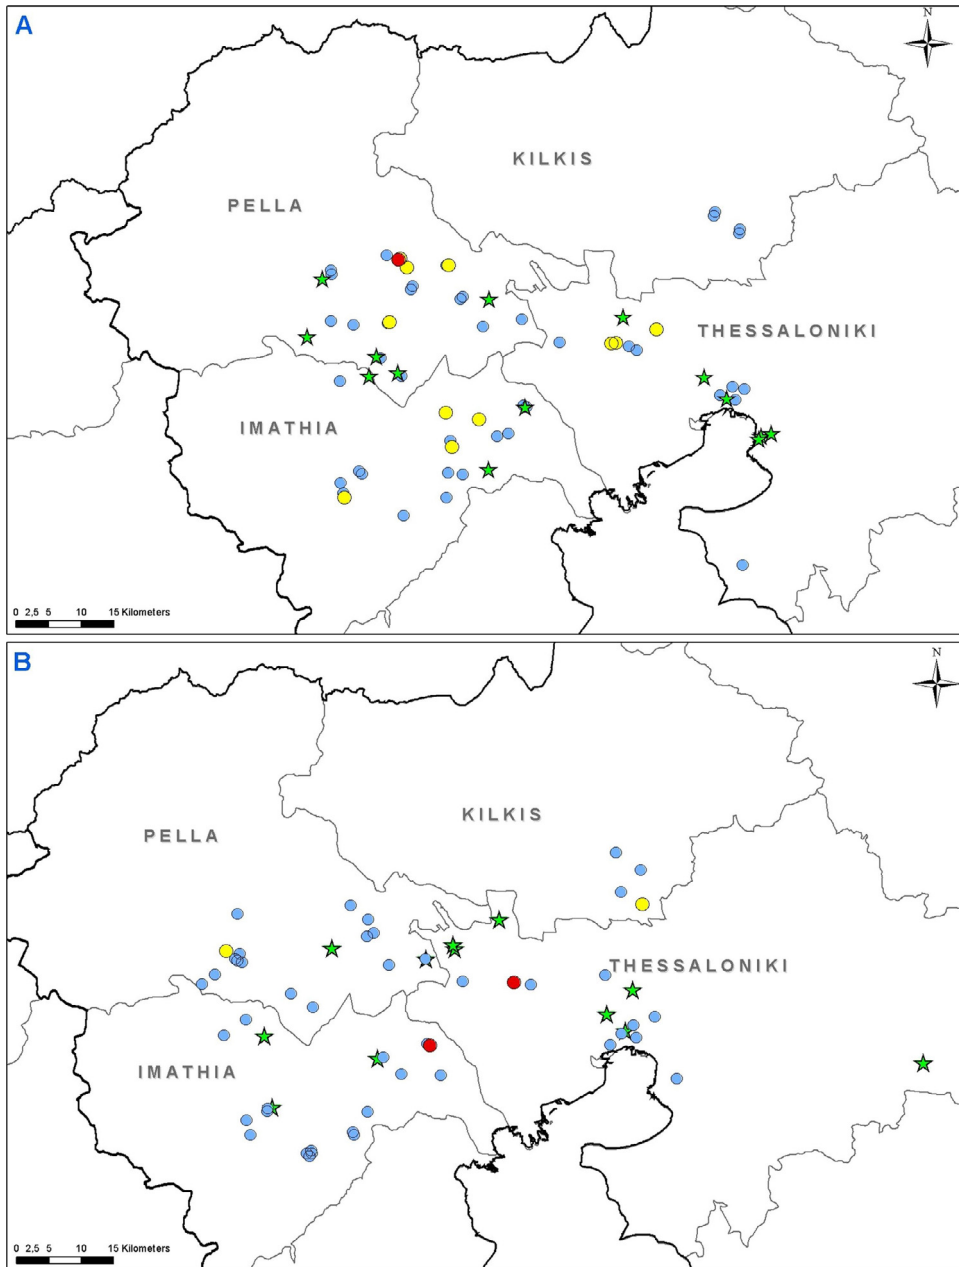 A
N
KILKIS
PELLA
THESSALONIKI
IMATHIA
0 2,5 5 10 15 Kilometers
B
N
KILKIS
PELLA
THESSALONIKI
IMATHIA
0 2,5 5 10 15 Kilometers